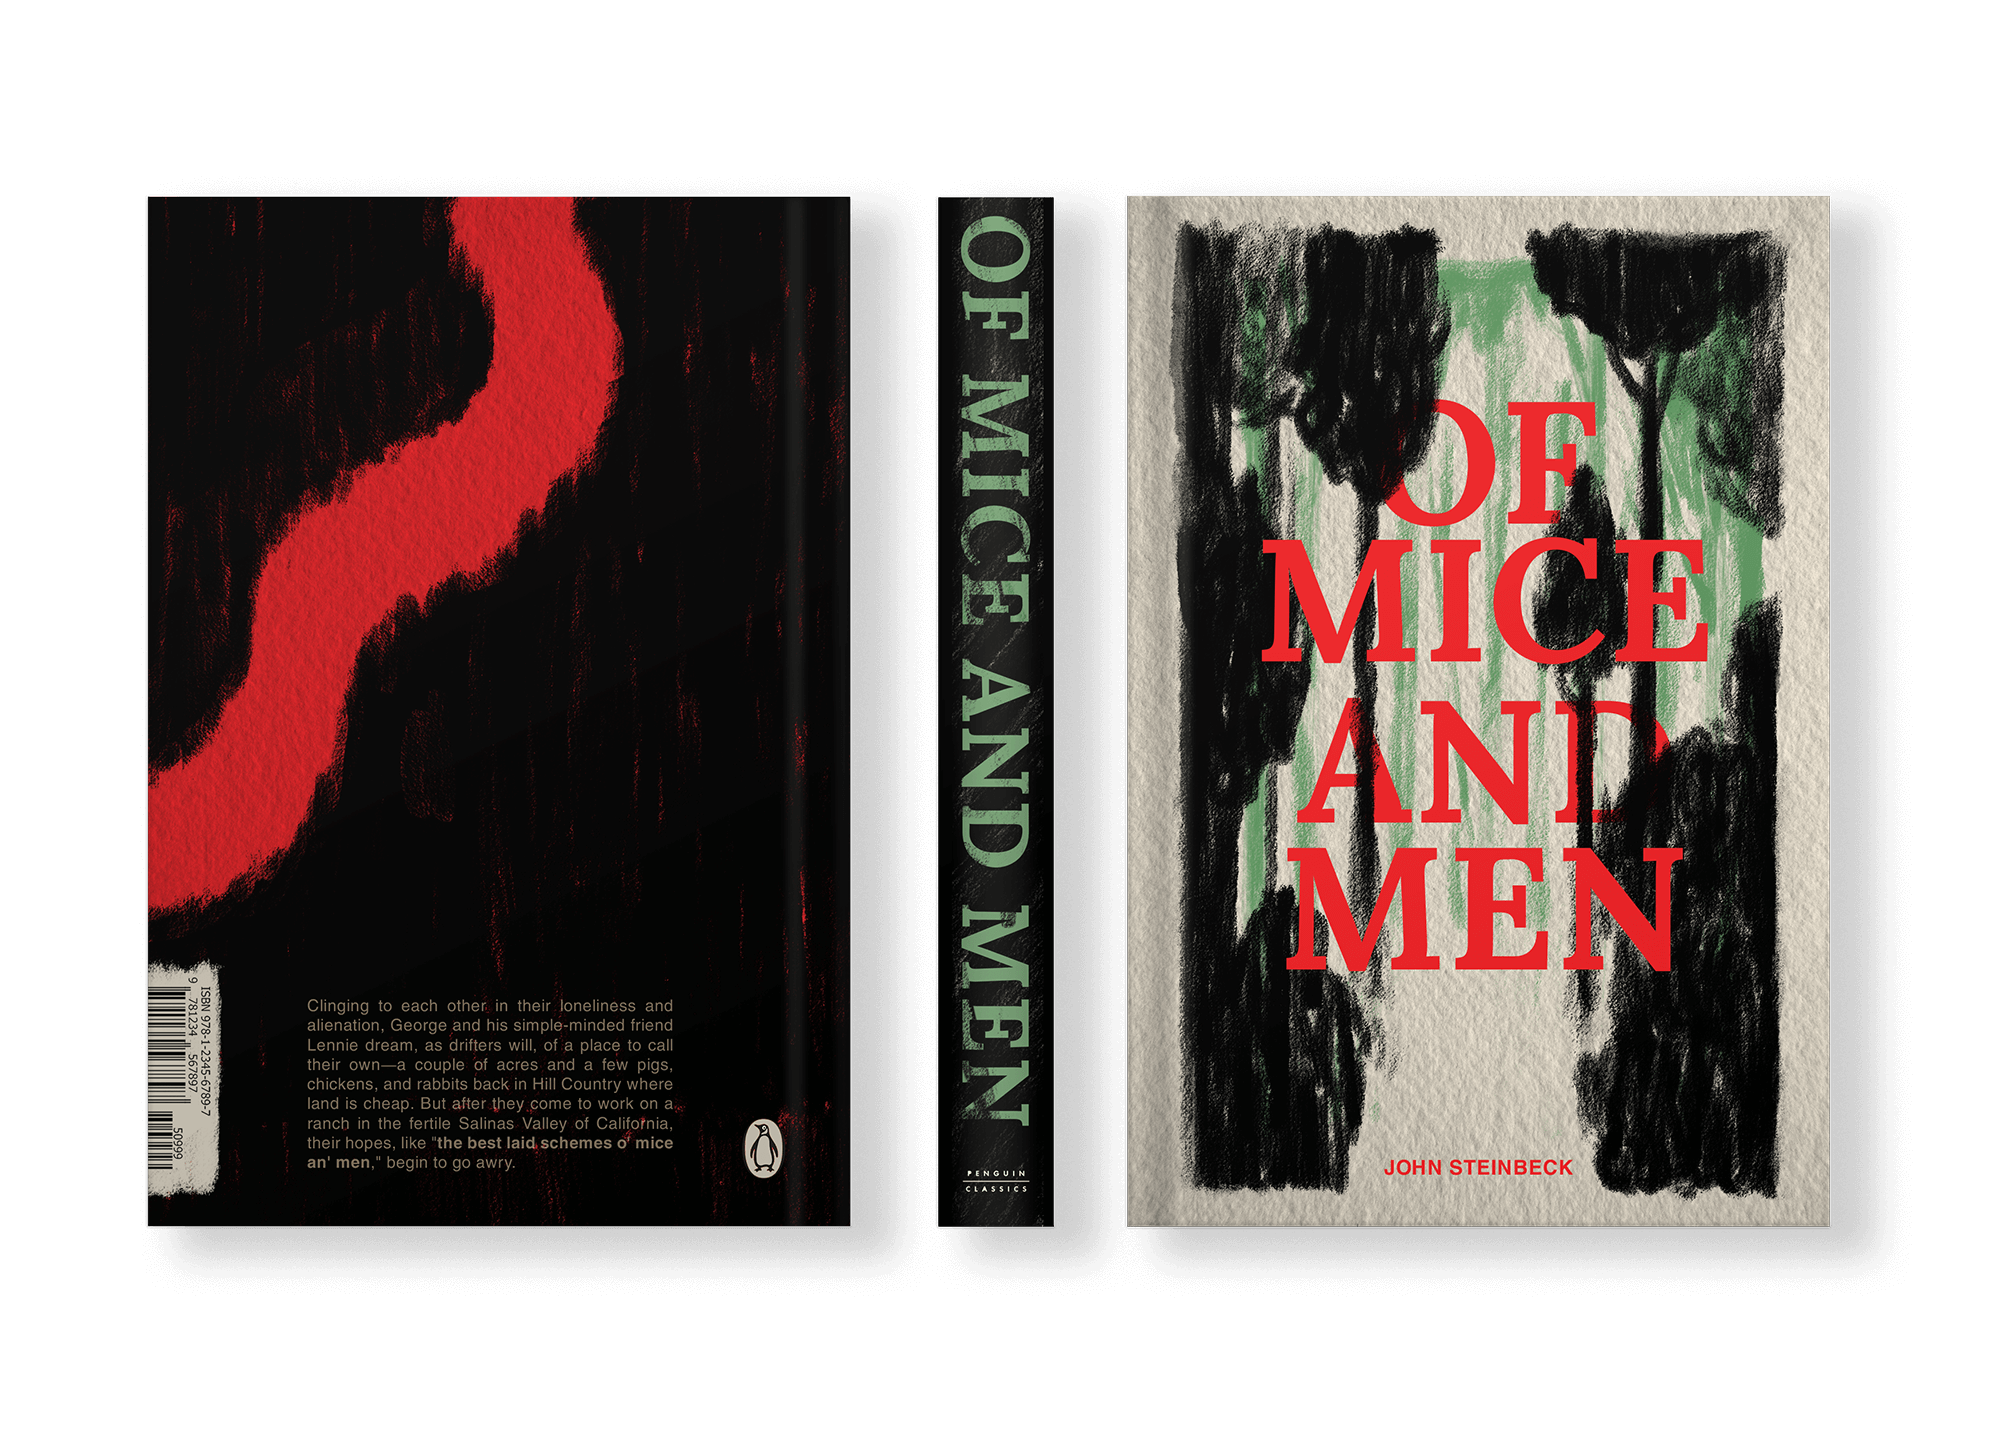 ISBN 978-1-2345-6789-7
9 781234 567897
50999
Clinging to each other in their loneliness and
alienation, George and his simple-minded friend
Lennie dream, as drifters will, of a place to call
their own—a couple of acres and a few pigs,
chickens, and rabbits back in Hill Country where
land is cheap. But after they come to work on a
ranch in the fertile Salinas Valley of California,
their hopes, like "the best laid schemes o' mice
an' men," begin to go awry.
OF MICE AND MEN
PENGUIN
CLASSICS
OF
MICE
AND
MEN
JOHN STEINBECK